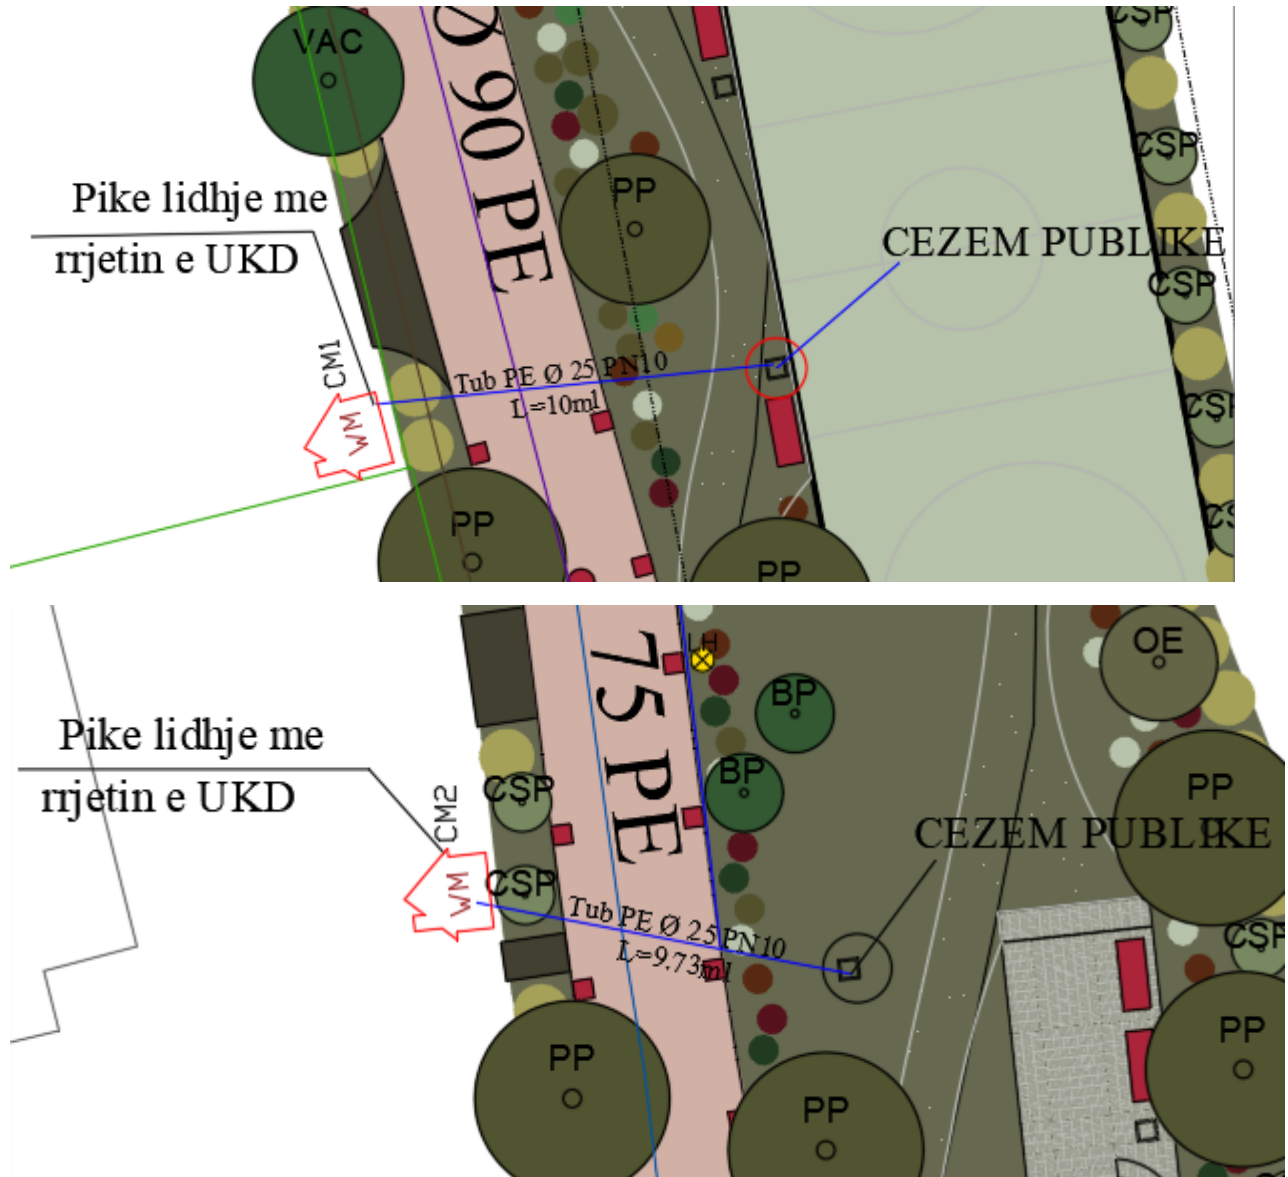 VAC
Ø 90 PE
CSP
CSP
PP
Pike lidhje me
rrjetin e UKD
CEZEM PUBLIKE
CSP
CM1
WM
Tub PE Ø 25 PN10
L=10ml
CSP
PP
PP
CS
75 PE
LH
OE
BP
Pike lidhje me
rrjetin e UKD
BP
CSP
CM2
PP
CEZEM PUBLIKE
WM
CSP
Tub PE Ø 25 PN10
L=9.73ml
CSP
PP
PP
PP